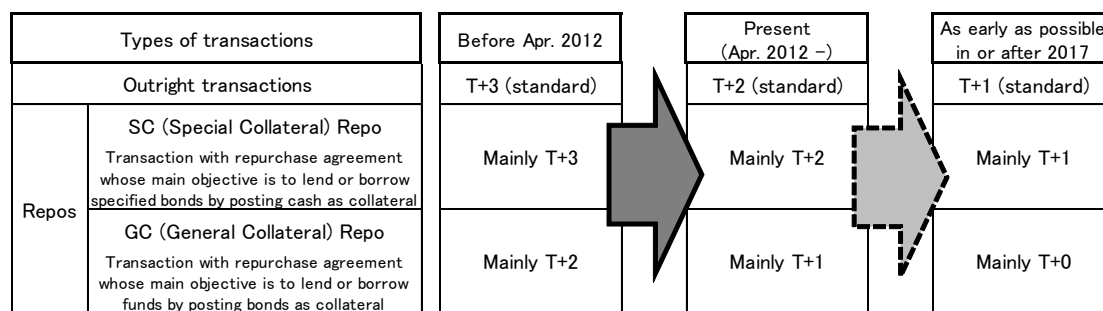 Types of transactions
Before Apr. 2012
Present
(Apr. 2012 -)
As early as possible
in or after 2017
Outright transactions
T+3 (standard)
T+2 (standard)
T+1 (standard)
Repos
SC (Special Collateral) Repo
Transaction with repurchase agreement
whose main objective is to lend or borrow
specified bonds by posting cash as collateral
Mainly T+3
Mainly T+2
Mainly T+1
GC (General Collateral) Repo
Transaction with repurchase agreement
whose main objective is to lend or borrow
funds by posting bonds as collateral
Mainly T+2
Mainly T+1
Mainly T+0